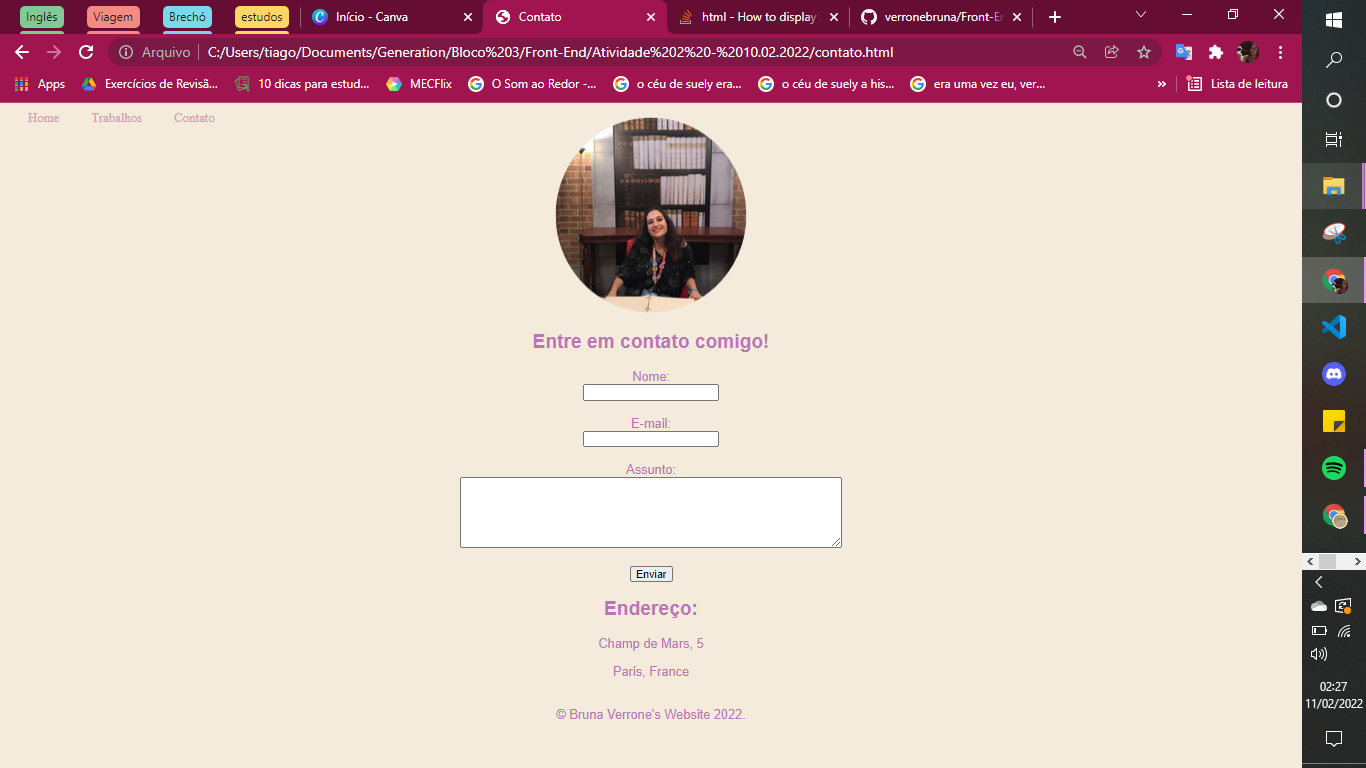 Inglês Viagem Brechó estudos Início - Canva Contato html - How to display verronebruna/Front-En
Arquivo C:/Users/tiago/Documents/Generation/Bloco%203/Front-End/Atividade%202%20-%2010.02.2022/contato.html
Apps Exercícios de Revisã... 10 dicas para estud... MECFlix O Som ao Redor -... o céu de suely era... o céu de suely a his... era uma vez eu, ver... » Lista de leitura
Home Trabalhos Contato
Entre em contato comigo!
Nome:
E-mail:
Assunto:
Enviar
Endereço:
Champ de Mars, 5
Paris, France
© Bruna Verrone's Website 2022.
02:27
11/02/2022